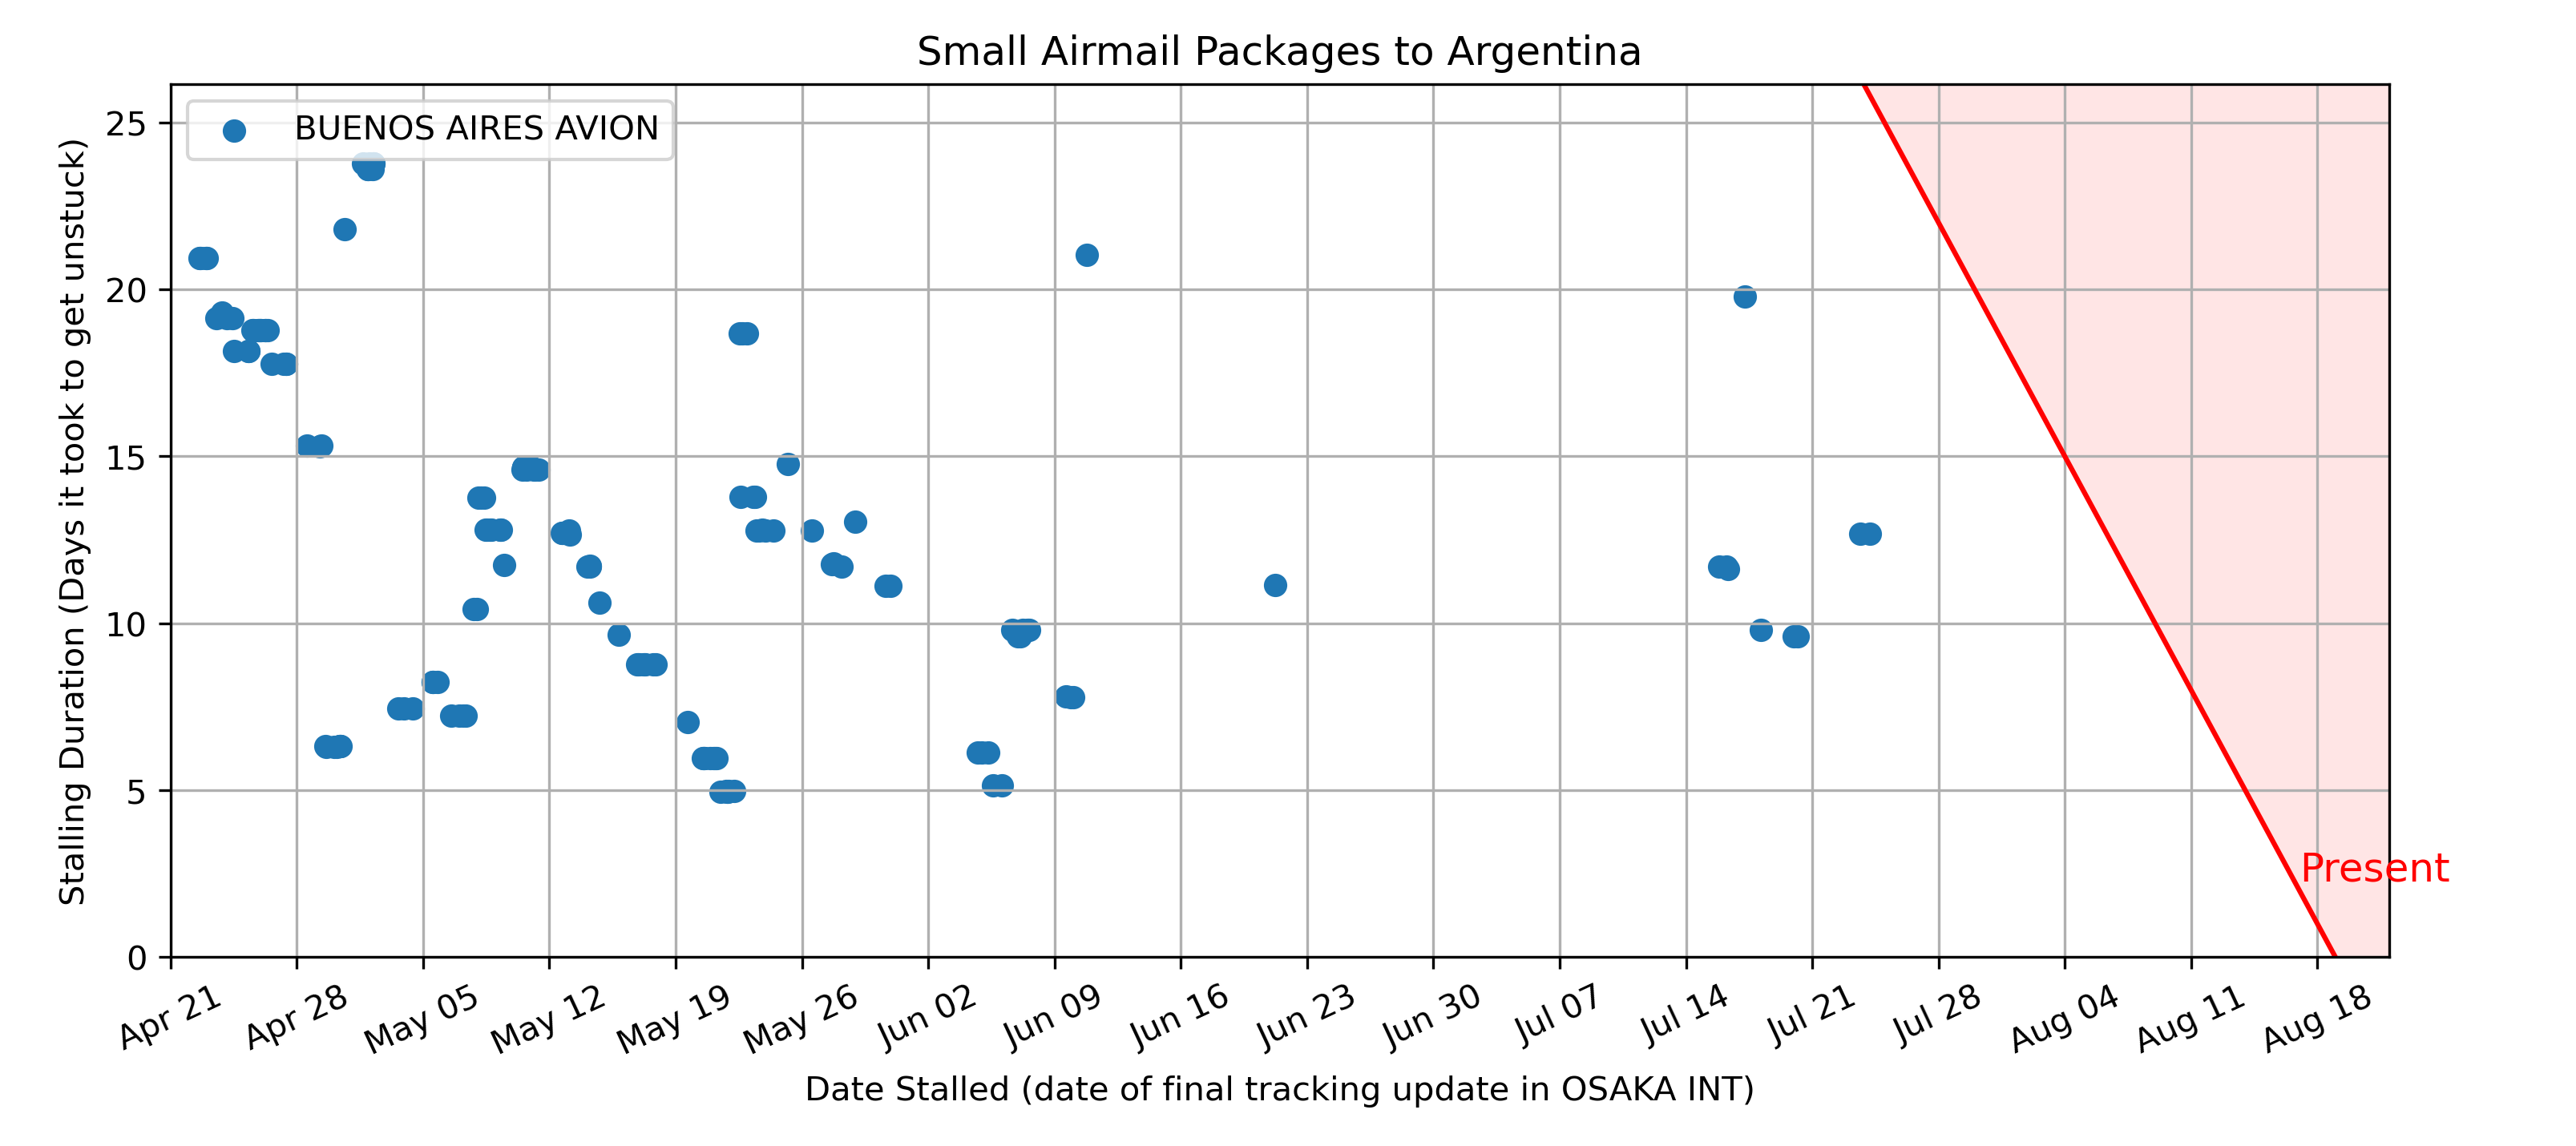 Small Airmail Packages to Argentina
BUENOS AIRES AVION
Stalling Duration (Days it took to get unstuck)
25
20
15
10
5
0
Present
Apr 21
Apr 28
May 05
May 12
May 19
May 26
Jun 02
Jun 09
Jun 16
Jun 23
Jun 30
Jul 07
Jul 14
Jul 21
Jul 28
Aug 04
Aug 11
Aug 18
Date Stalled (date of final tracking update in OSAKA INT)